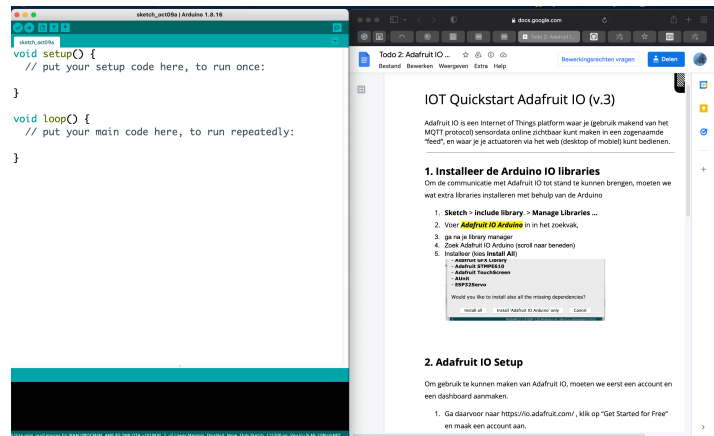 sketch_oct09a | Arduino 1.8.16
sketch_oct09a
void setup() {
// put your setup code here, to run once:
}
void loop() {
// put your main code here, to run repeatedly:
}
docs.google.com
Todo 2: Adafruit I
Todo 2: Adafruit IO ...
Bestand Bewerken Weergeven Extra Help
Bewerkingsrechten vragen
Delen
IOT Quickstart Adafruit IO (v.3)
Adafruit IO is een Internet of Things platform waar je (gebruik makend van het
MQTT protocol) sensordata online zichtbaar kunt maken in een zogenaamde
“feed”, en waar je je actuatoren via het web (desktop of mobiel) kunt bedienen.
1. Installeer de Arduino IO libraries
Om de communicatie met Adafruit IO tot stand te kunnen brengen, moeten we
wat extra libraries installeren met behulp van de Arduino
1. Sketch > include library. > Manage Libraries ...
2. Voer Adafruit IO Arduino in in het zoekvak,
3. ga na je library manager
4. Zoek Adafruit IO Arduino (scroll naar beneden)
5. Installeer (kies Install All)
- Adafruit GFX Library
- Adafruit STMPE610
- Adafruit TouchScreen
- AUnit
- ESP32Servo
Would you like to install also all the missing dependencies?
Install all
Install 'Adafruit IO Arduino' only
Cancel
2. Adafruit IO Setup
Om gebruik te kunnen maken van Adafruit IO, moeten we eerst een account en
een dashboard aanmaken.
1. Ga daarvoor naar https://io.adafruit.com/ , klik op “Get Started for Free”
en maak een account aan.